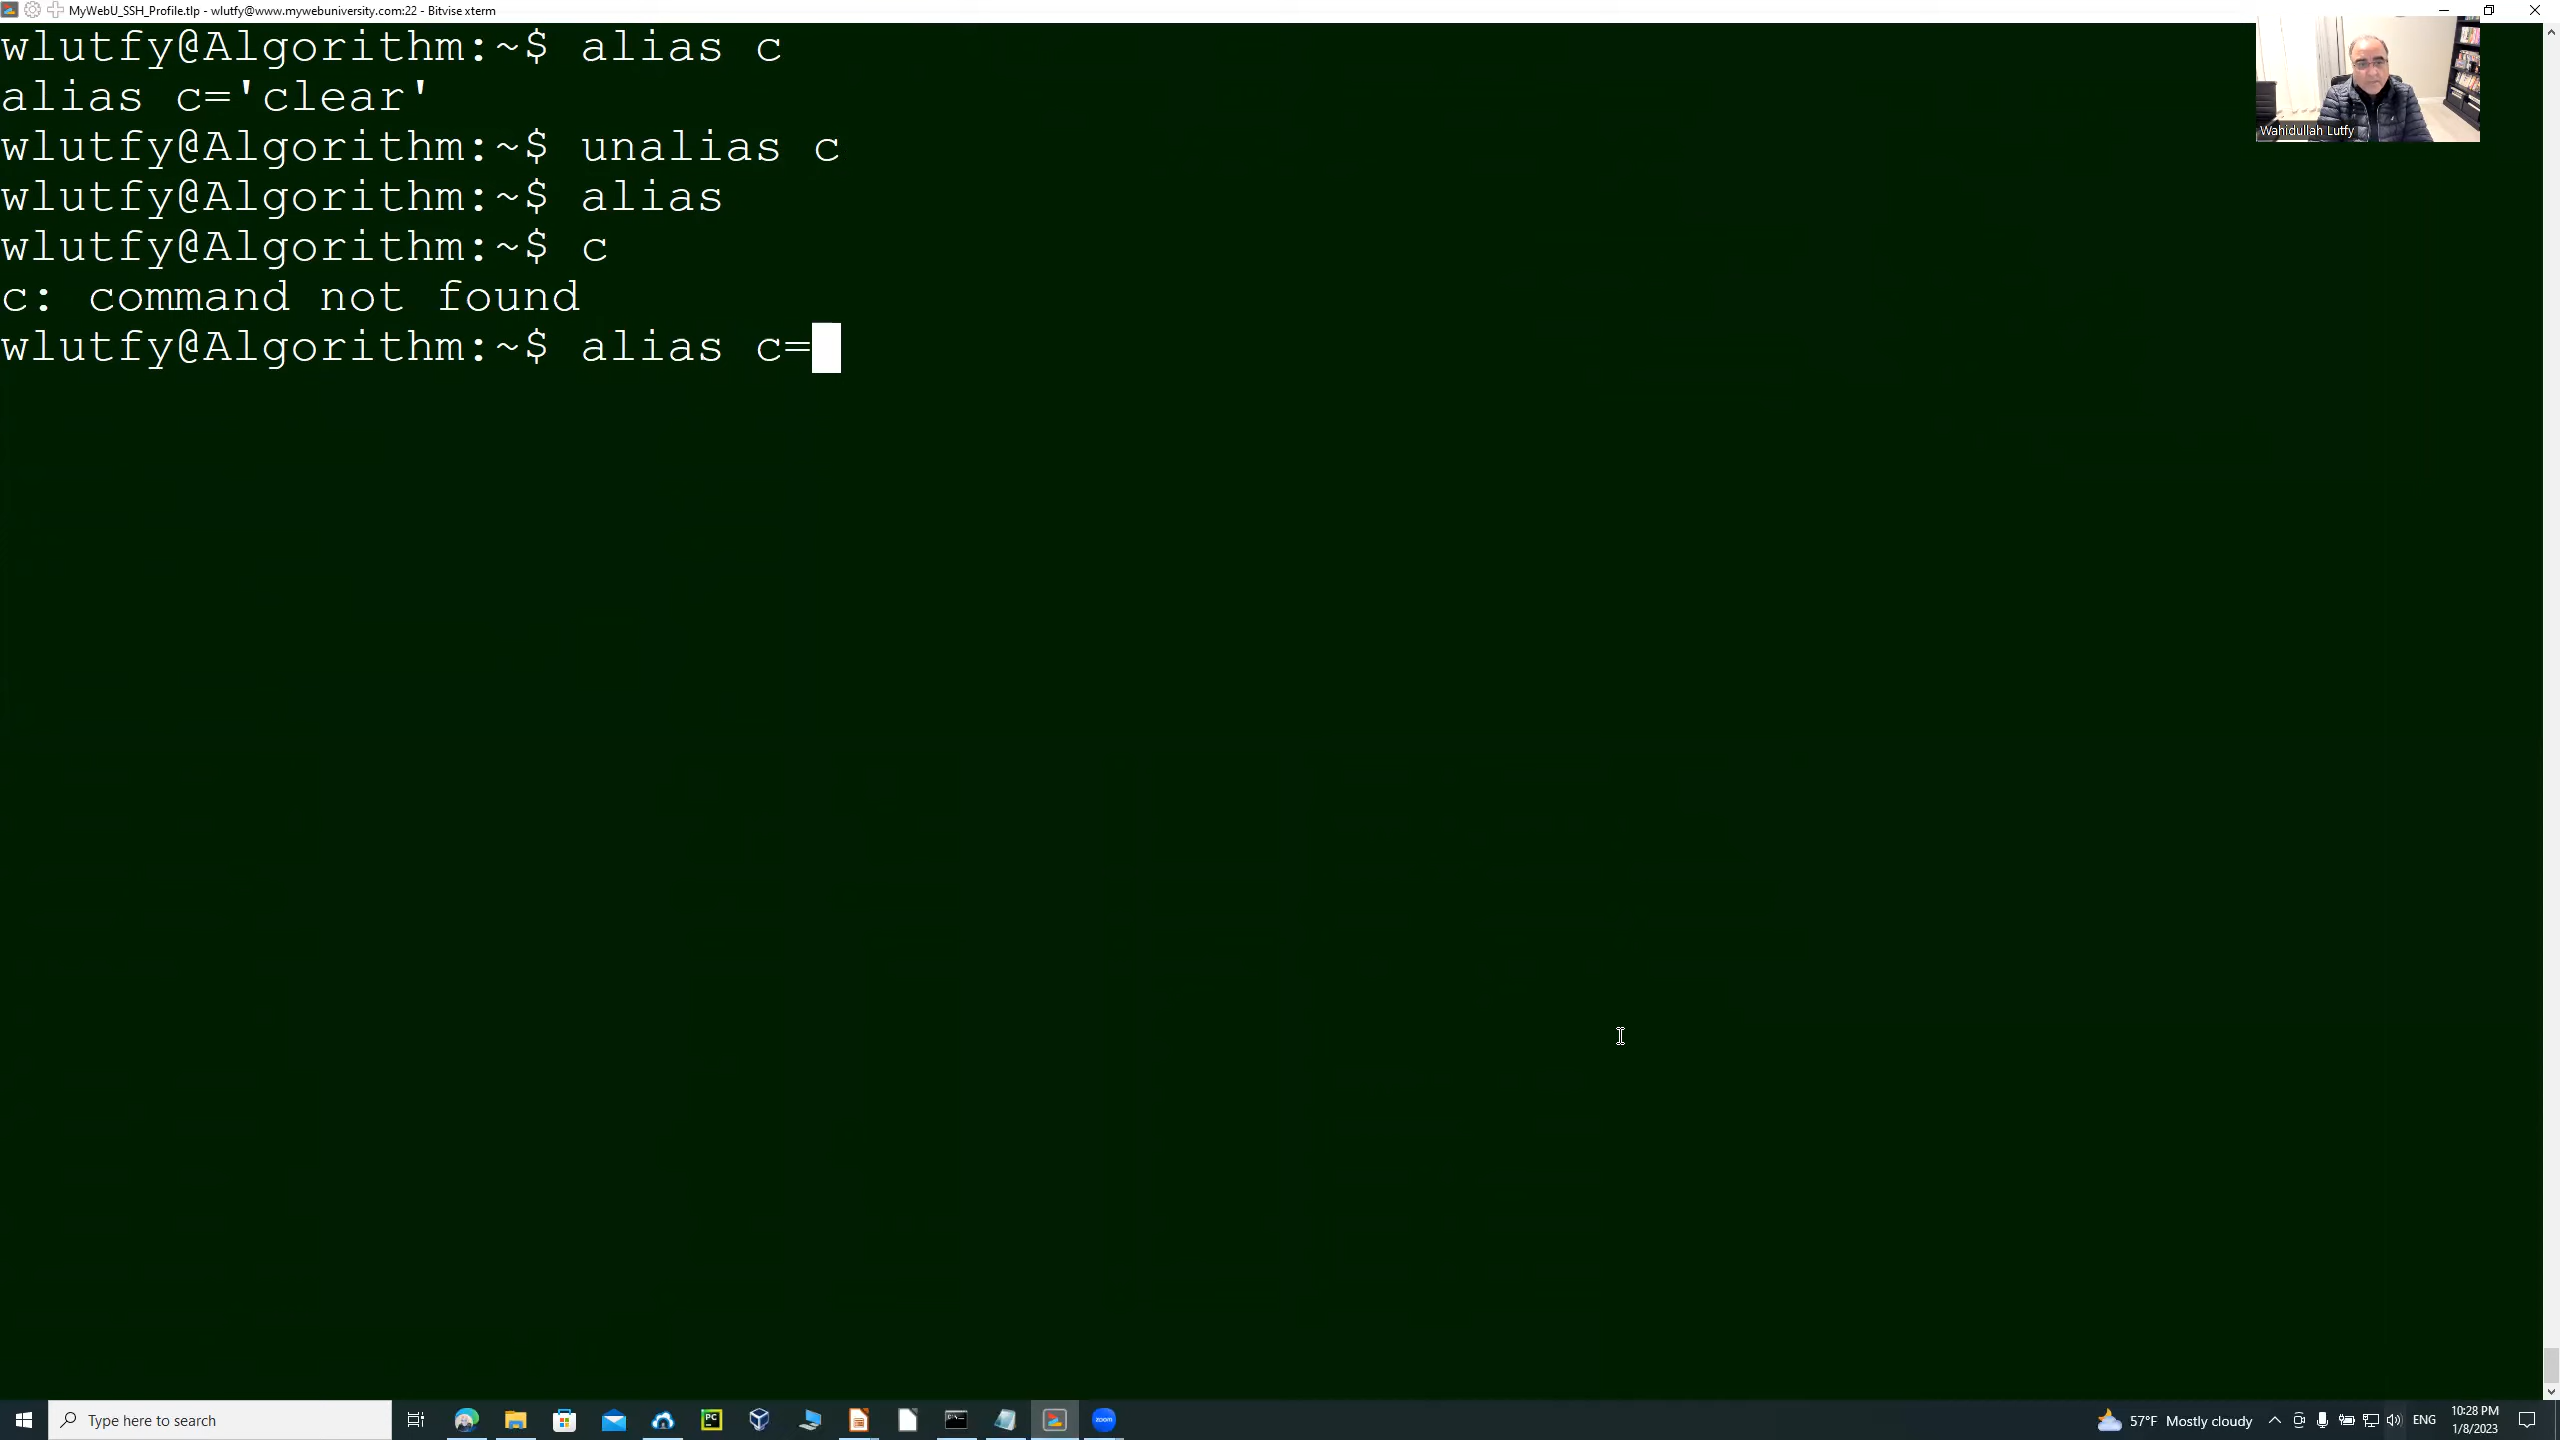 MyWebU_SSH_Profile.tlp - wlutfy@www.mywebuniversity.com:22 - Bitvise xterm
wlutfy@Algorithm:~$ alias c
alias c='clear'
wlutfy@Algorithm:~$ unalias c
wlutfy@Algorithm:~$ alias
wlutfy@Algorithm:~$ c
c: command not found
wlutfy@Algorithm:~$ alias c=
Wahidullah Lutfy
Type here to search
PC
zoom
57°F Mostly cloudy
ENG
10:28 PM
1/8/2023